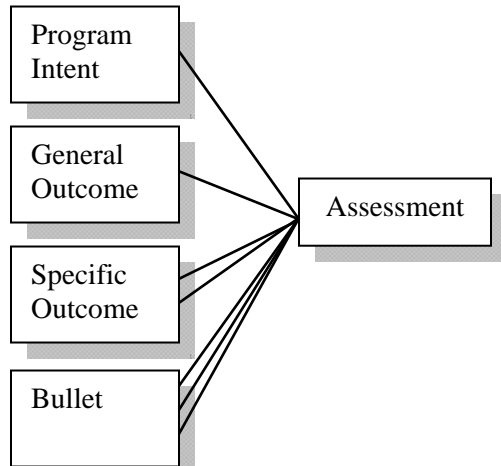 Program
Intent
General
Outcome
Assessment
Specific
Outcome
Bullet